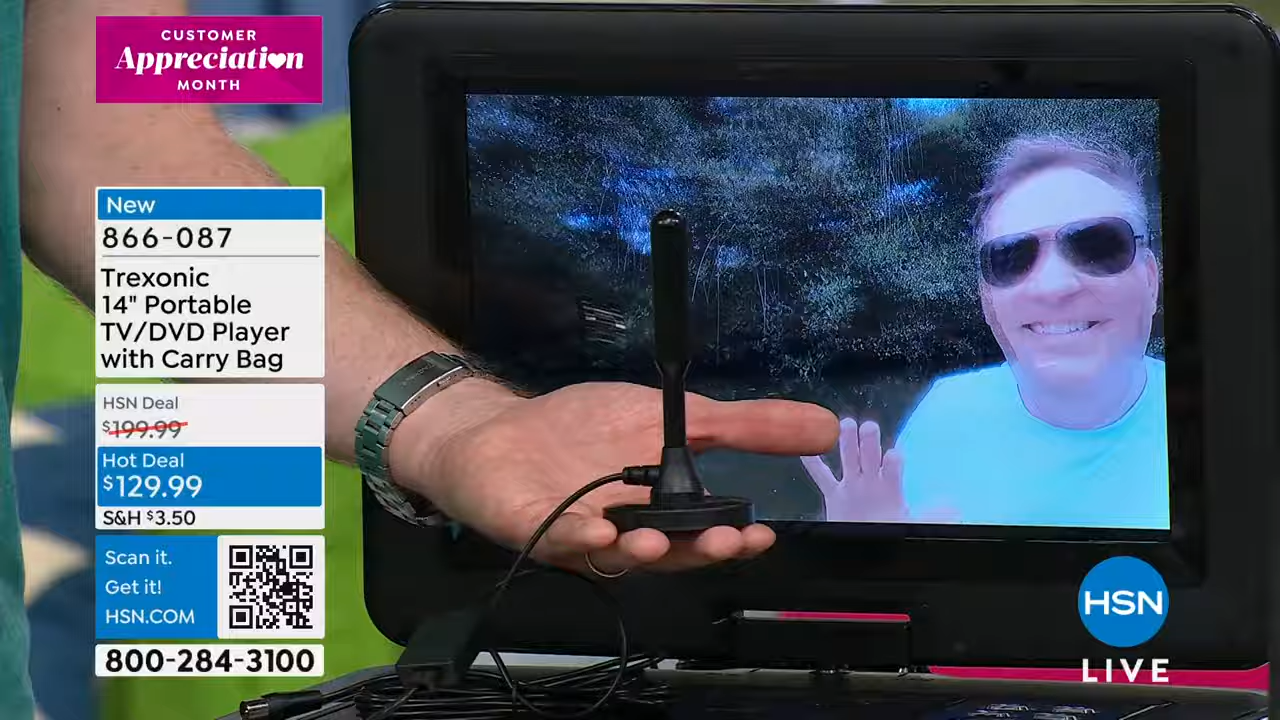 CUSTOMER
Appreciation
MONTH
New
866-087
Trexonic
14" Portable
TV/DVD Player
with Carry Bag
HSN Deal
$199.99
Hot Deal
$129.99
S&H $3.50
Scan it.
Get it!
HSN.COM
800-284-3100
HSN
LIVE